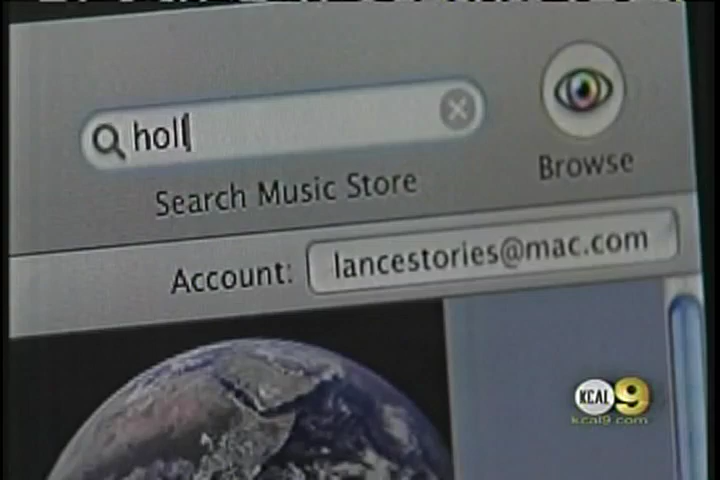 holl
Search Music Store
Browse
Account: lancestories@mac.com
KCAL 9
kcal9.com